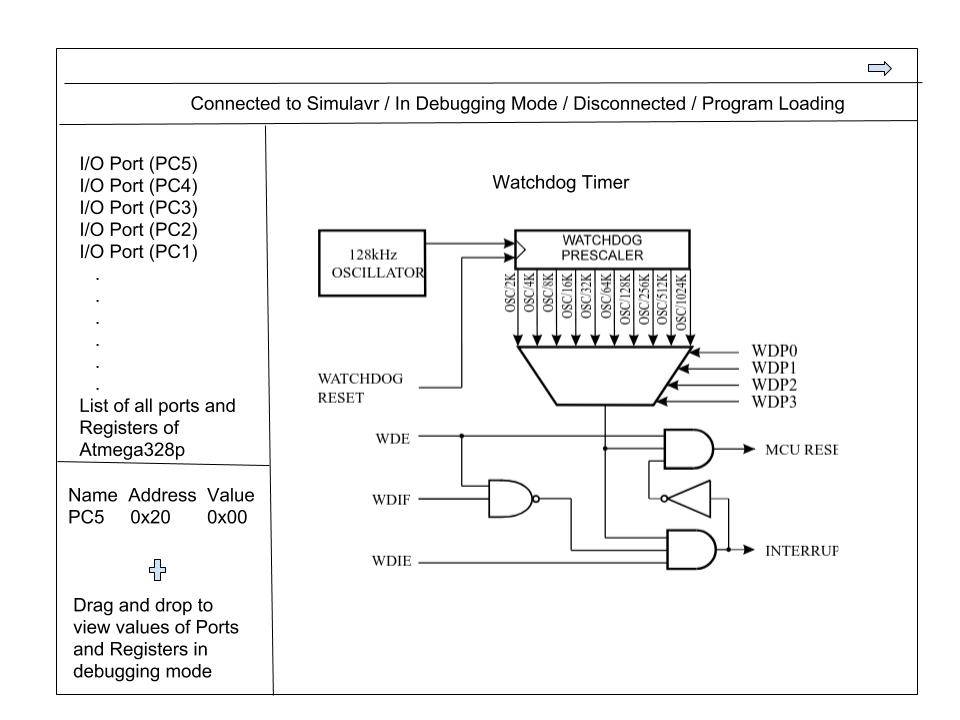 Connected to Simulavr / In Debugging Mode / Disconnected / Program Loading
I/O Port (PC5)
I/O Port (PC4)
I/O Port (PC3)
I/O Port (PC2)
I/O Port (PC1)
.
.
.
.
.
.
List of all ports and
Registers of
Atmega328p
Name Address Value
PC5 0x20 0x00
Drag and drop to
view values of Ports
and Registers in
debugging mode
Watchdog Timer
128kHz
OSCILLATOR
WATCHDOG
PRESCALER
OSC/2K
OSC/4K
OSC/8K
OSC/16K
OSC/32K
OSC/64K
OSC/128K
OSC/256K
OSC/512K
OSC/1024K
WATCHDOG
RESET
WDP0
WDP1
WDP2
WDP3
WDE
MCU RESE
WDIF
WDIE
INTERRUP